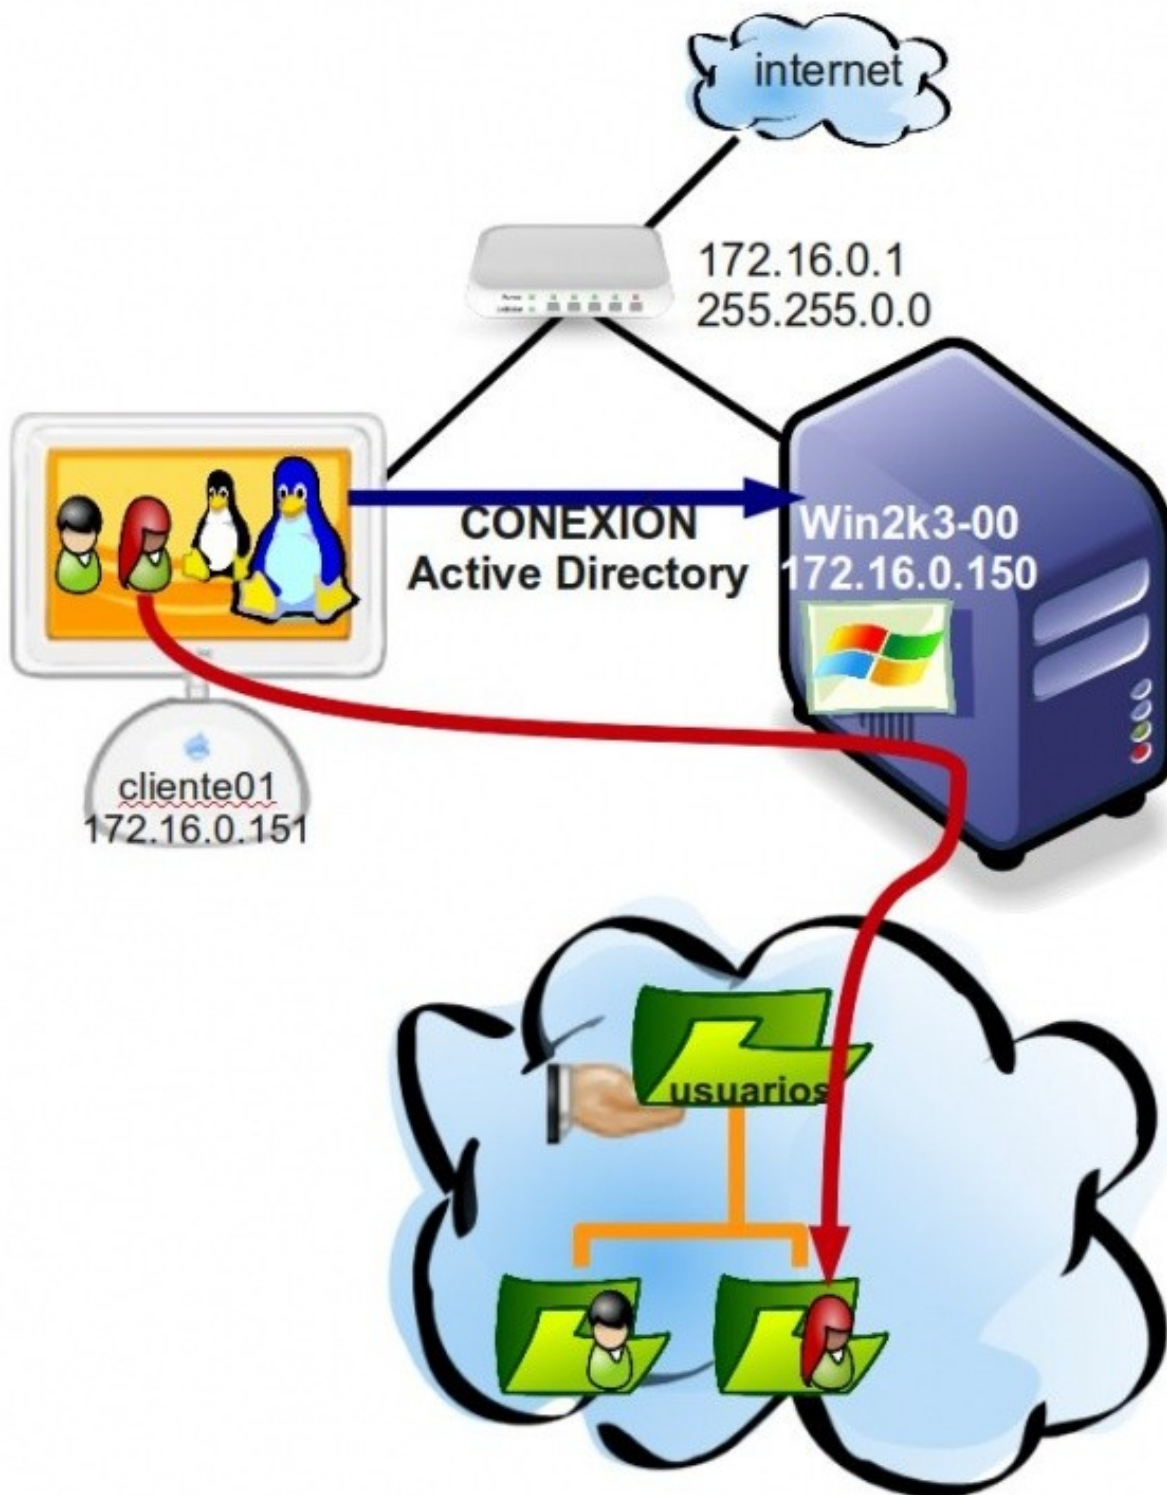 internet
172.16.0.1
255.255.0.0
CONEXIÓN
Active Directory
Win2k3-00
172.16.0.150
cliente01
172.16.0.151
usuarios